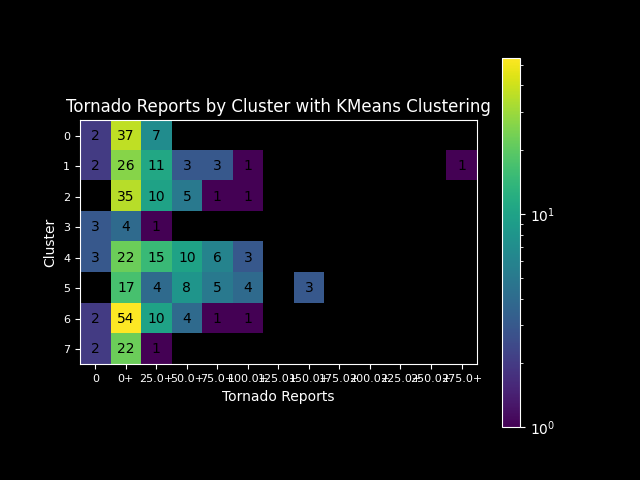 Tornado Reports by Cluster with KMeans Clustering
0 2 37 7
1 2 26 11 3 3 1 1
2 35 10 5 1 1
3 3 4 1
4 3 22 15 10 6 3
5 17 4 8 5 4 3
6 2 54 10 4 1 1
7 2 22 1
Cluster
0 0+ 25.0+ 50.0+ 75.0+ 100.0+ 125.0+ 150.0+ 175.0+ 200.0+ 225.0+ 250.0+ 275.0+
Tornado Reports
10¹
10⁰